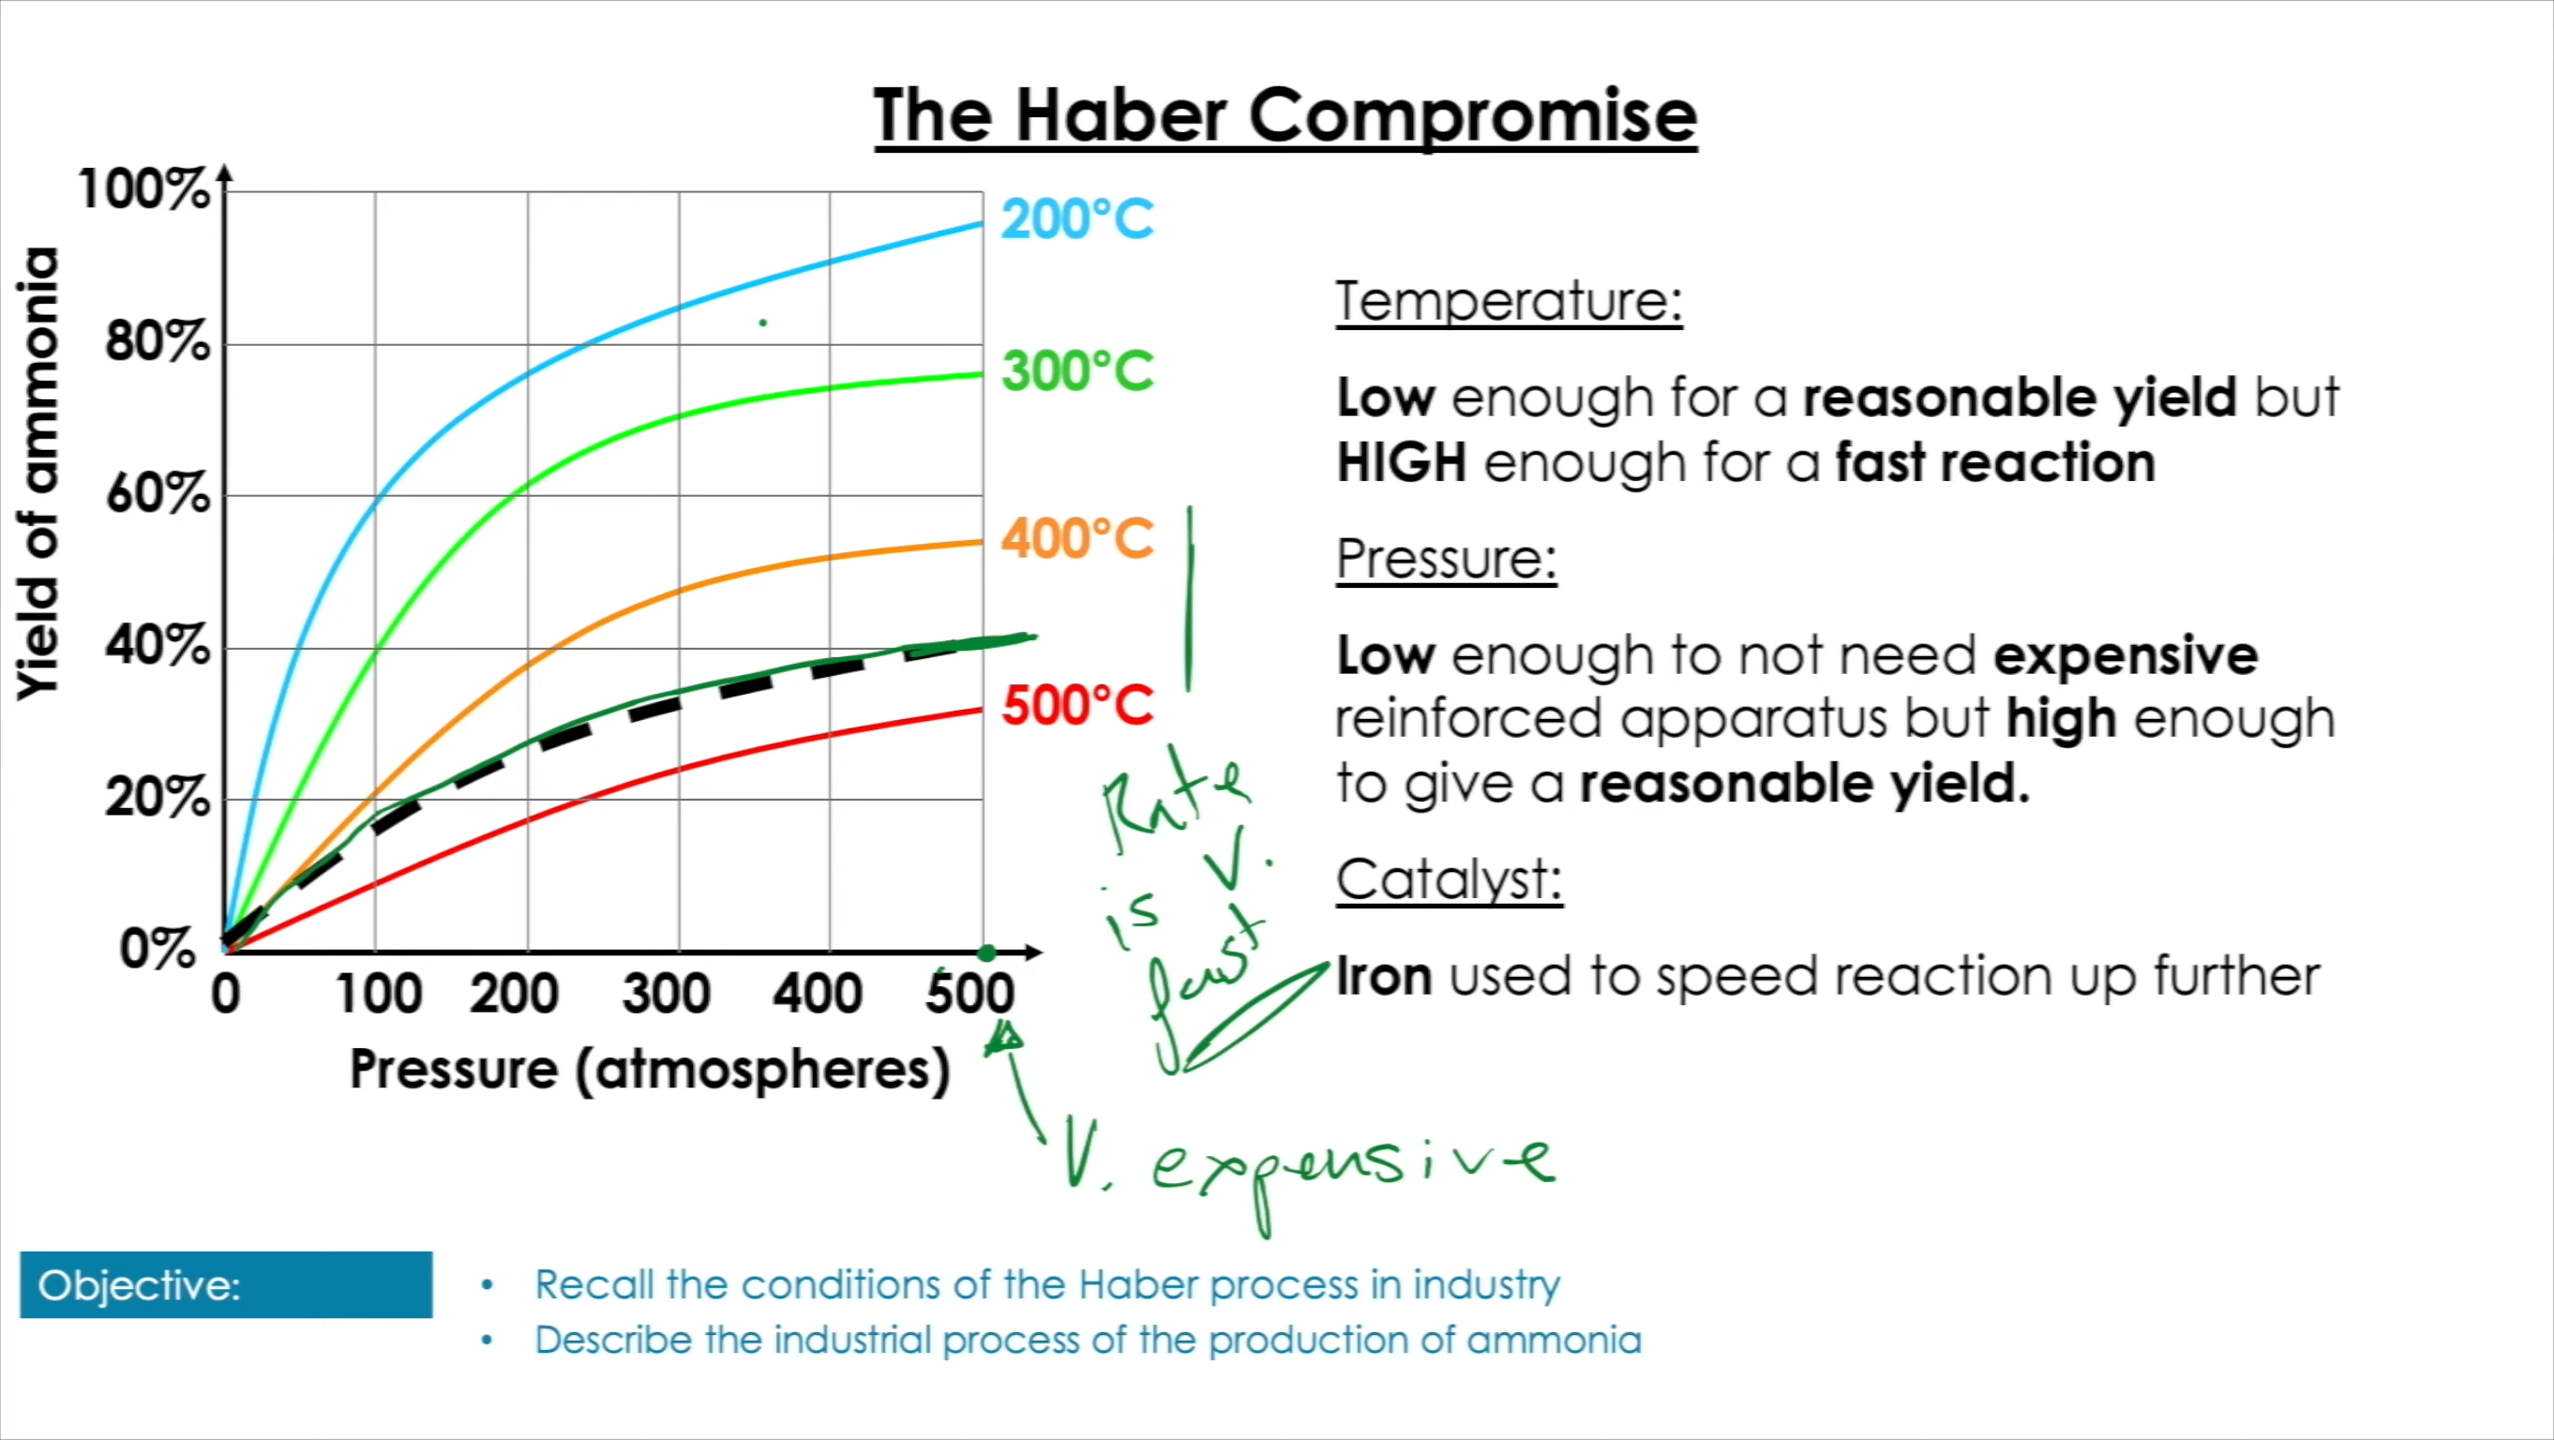 The Haber Compromise
Yield of ammonia
100%
80%
60%
40%
20%
0%
0 100 200 300 400 500
Pressure (atmospheres)
200°C
300°C
400°C
500°C
Rate
is V.
fast
V. expensive
Temperature:
Low enough for a reasonable yield but
HIGH enough for a fast reaction
Pressure:
Low enough to not need expensive
reinforced apparatus but high enough
to give a reasonable yield.
Catalyst:
Iron used to speed reaction up further
Objective:
• Recall the conditions of the Haber process in industry
• Describe the industrial process of the production of ammonia